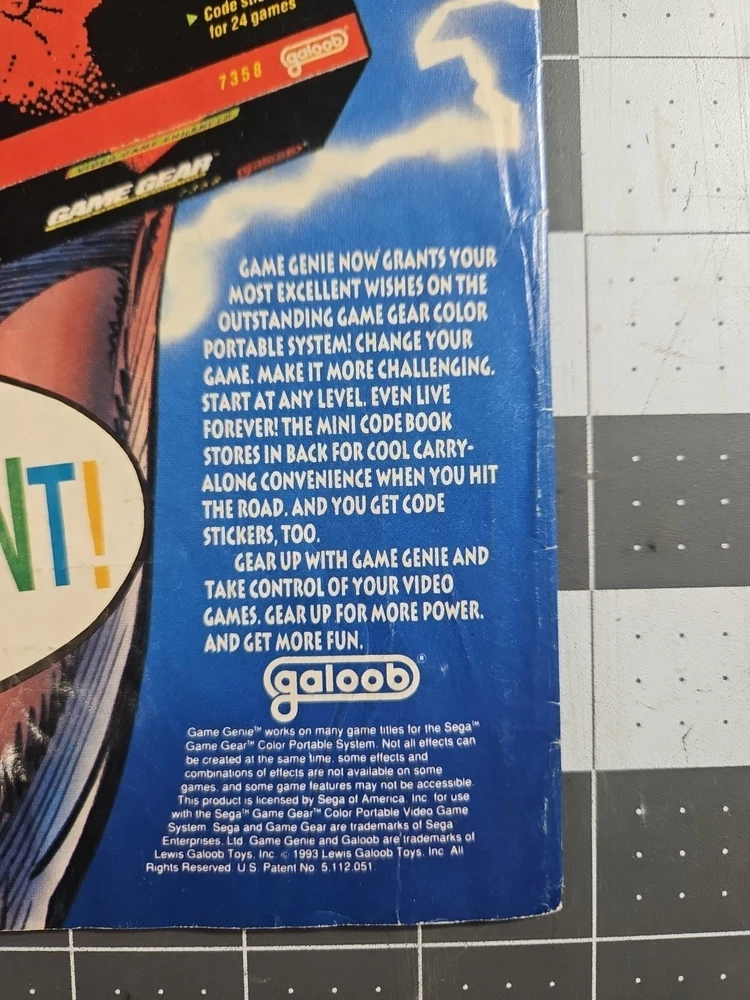 Code
for 24 games
7358
galoob
VIDEO GAME ENHANCER
GAME GEAR
galoob
GAME GENIE NOW GRANTS YOUR
MOST EXCELLENT WISHES ON THE
OUTSTANDING GAME GEAR COLOR
PORTABLE SYSTEM! CHANGE YOUR
GAME. MAKE IT MORE CHALLENGING.
START AT ANY LEVEL. EVEN LIVE
FOREVER! THE MINI CODE BOOK
STORES IN BACK FOR COOL CARRY-
ALONG CONVENIENCE WHEN YOU HIT
THE ROAD. AND YOU GET CODE
STICKERS, TOO.
GEAR UP WITH GAME GENIE AND
TAKE CONTROL OF YOUR VIDEO
GAMES. GEAR UP FOR MORE POWER.
AND GET MORE FUN.
NT!
galoob®
Game Genie™ works on many game titles for the Sega™
Game Gear™ Color Portable System. Not all effects can
be created at the same time, some effects and
combinations of effects are not available on some
games, and some game features may not be accessible.
This product is licensed by Sega of America, Inc. for use
with the Sega™ Game Gear™ Color Portable Video Game
System. Sega and Game Gear are trademarks of Sega
Enterprises, Ltd. Game Genie and Galoob are trademarks of
Lewis Galoob Toys, Inc. © 1993 Lewis Galoob Toys, Inc. All
Rights Reserved. U.S. Patent No. 5,112,051.